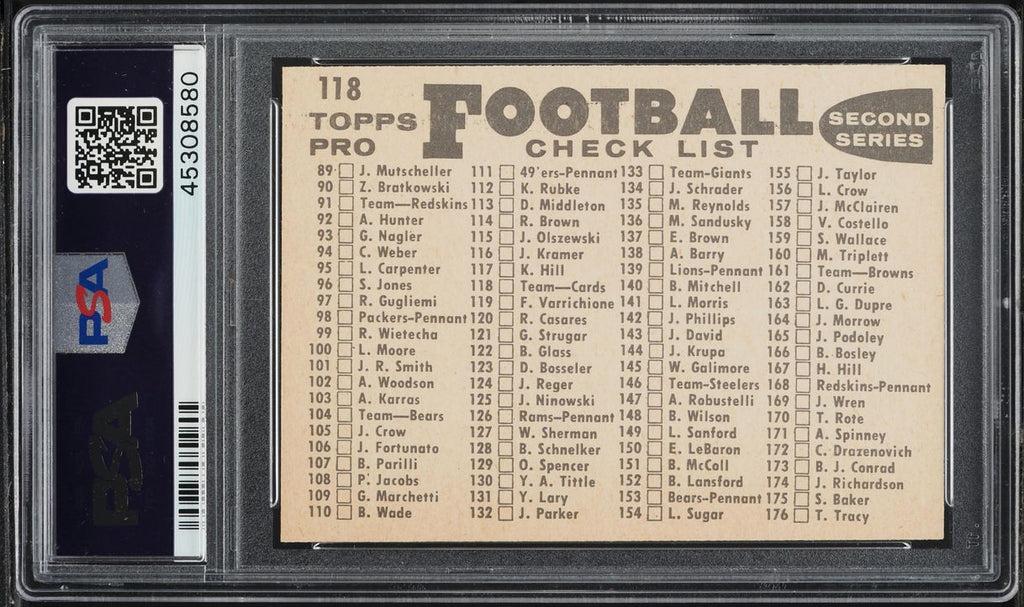 45308580
PSA
PSA
118
TOPPS PRO
FOOTBALL
CHECK LIST
SECOND SERIES
89 J. Mutscheller
90 Z. Bratkowski
91 Team—Redskins
92 A. Hunter
93 G. Nagler
94 C. Weber
95 L. Carpenter
96 S. Jones
97 R. Gugliemi
98 Packers-Pennant
99 R. Wietecha
100 L. Moore
101 J. R. Smith
102 A. Woodson
103 A. Karras
104 Team—Bears
105 J. Crow
106 J. Fortunato
107 B. Parilli
108 P. Jacobs
109 G. Marchetti
110 B. Wade
111 49'ers-Pennant
112 K. Rubke
113 D. Middleton
114 R. Brown
115 J. Olszewski
116 J. Kramer
117 K. Hill
118 Team—Cards
119 F. Varrichione
120 R. Casares
121 G. Strugar
122 B. Glass
123 D. Bosseler
124 J. Reger
125 J. Ninowski
126 Rams-Pennant
127 W. Sherman
128 B. Schnelker
129 O. Spencer
130 Y. A. Tittle
131 Y. Lary
132 J. Parker
133 Team-Giants
134 J. Schrader
135 M. Reynolds
136 M. Sandusky
137 E. Brown
138 A. Barry
139 Lions-Pennant
140 B. Mitchell
141 L. Morris
142 J. Phillips
143 J. David
144 J. Krupa
145 W. Galimore
146 Team—Steelers
147 A. Robustelli
148 B. Wilson
149 L. Sanford
150 E. LeBaron
151 B. McColl
152 B. Lansford
153 Bears-Pennant
154 L. Sugar
155 J. Taylor
156 L. Crow
157 J. McClairen
158 V. Costello
159 S. Wallace
160 M. Triplett
161 Team—Browns
162 D. Currie
163 L. G. Dupre
164 J. Morrow
165 J. Podoley
166 B. Bosley
167 H. Hill
168 Redskins-Pennant
169 J. Wren
170 T. Rote
171 A. Spinney
172 C. Drazenovich
173 B. J. Conrad
174 J. Richardson
175 S. Baker
176 T. Tracy